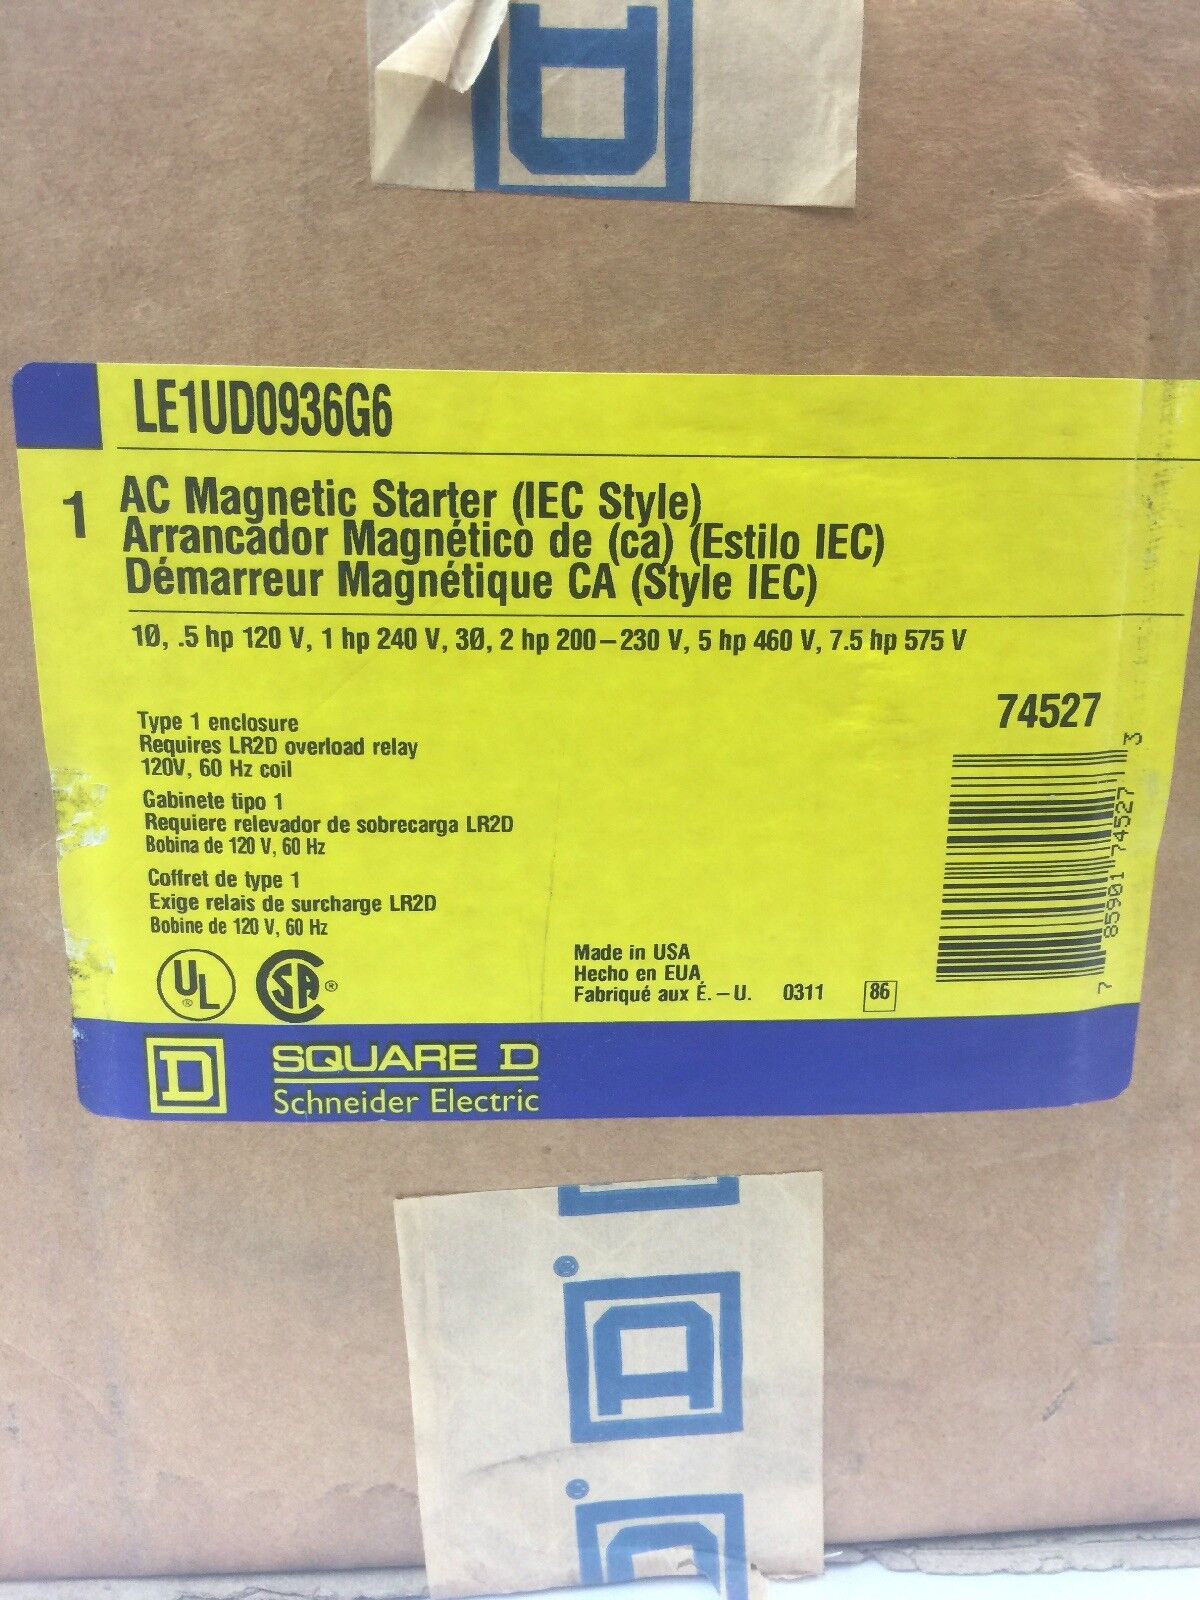 LE1UD0936G6
1
AC Magnetic Starter (IEC Style)
Arrancador Magnético de (ca) (Estilo IEC)
Démarreur Magnétique CA (Style IEC)
1Ø, .5 hp 120 V, 1 hp 240 V, 3Ø, 2 hp 200–230 V, 5 hp 460 V, 7.5 hp 575 V
74527
Type 1 enclosure
Requires LR2D overload relay
120V, 60 Hz coil
Gabinete tipo 1
Requiere relevador de sobrecarga LR2D
Bobina de 120 V, 60 Hz
Coffret de type 1
Exige relais de surcharge LR2D
Bobine de 120 V, 60 Hz
7 85901 74527 3
UL ®
CSA ®
Made in USA
Hecho en EUA
Fabriqué aux É.–U. 0311 86
D SQUARE D
Schneider Electric
D
® D
® D